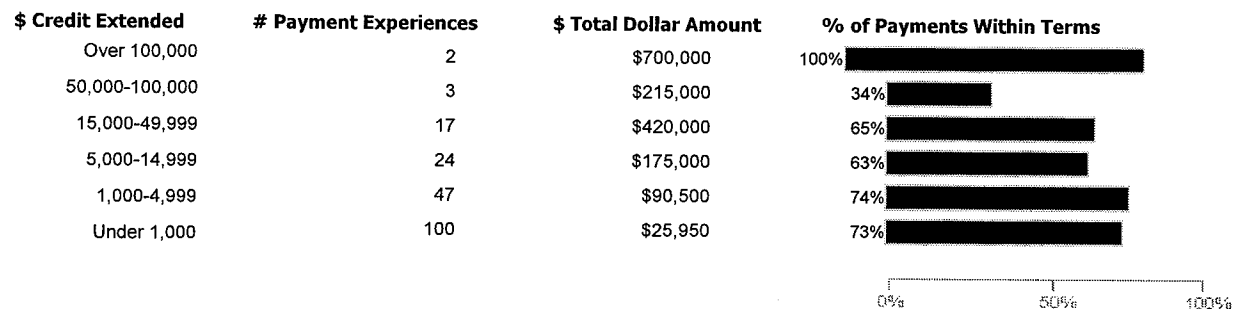 $ Credit Extended # Payment Experiences $ Total Dollar Amount % of Payments Within Terms
Over 100,000 2 $700,000 100%
50,000-100,000 3 $215,000 34%
15,000-49,999 17 $420,000 65%
5,000-14,999 24 $175,000 63%
1,000-4,999 47 $90,500 74%
Under 1,000 100 $25,950 73%
0% 50% 100%